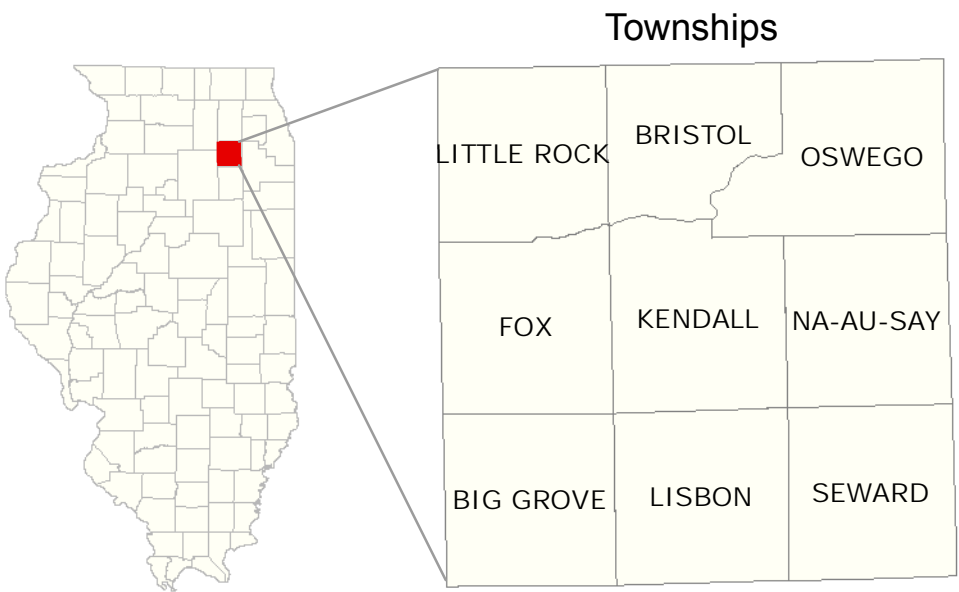 Townships
LITTLE ROCK
BRISTOL
OSWEGO
FOX
KENDALL
NA-AU-SAY
BIG GROVE
LISBON
SEWARD